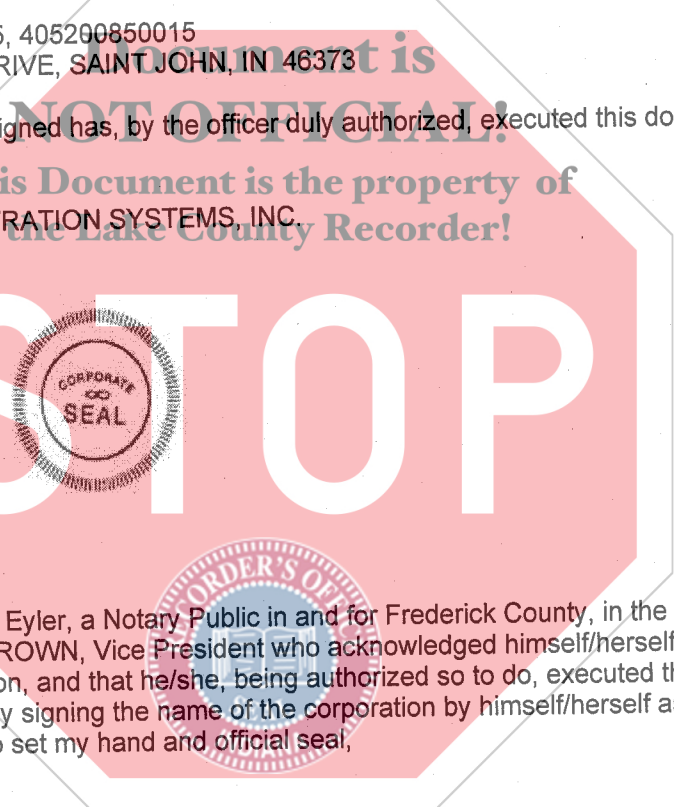 5, 405200850015
Document is
RIVE, SAINT JOHN, IN 46373
NOT OFFICIAL!
igned has, by the officer duly authorized, executed this do
is Document is the property of
RATION SYSTEMS, INC.
the Lake County Recorder!
STOP
CORPORATE
SEAL
CORDER'S OFFIC
Eyler, a Notary Public in and for Frederick County, in the
ROWN, Vice President who acknowledged himself/herself
on, and that he/she, being authorized so to do, executed th
y signing the name of the corporation by himself/herself as
o set my hand and official seal,
INDIANA